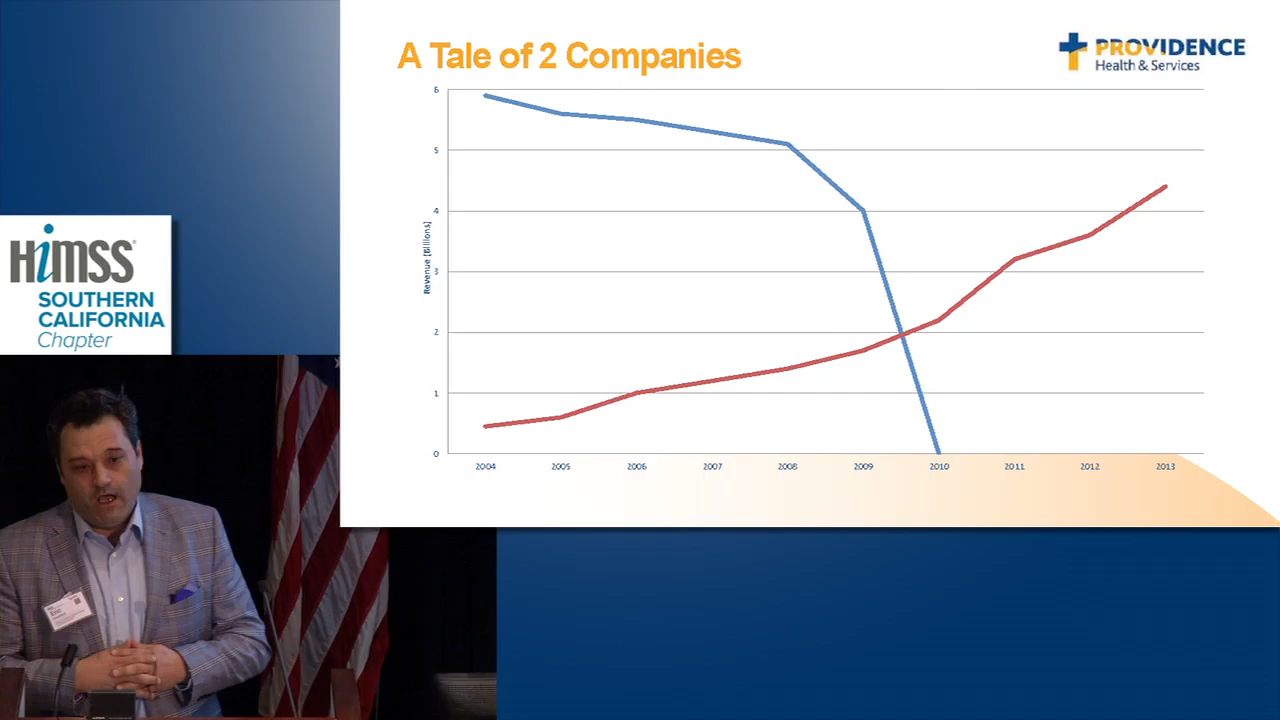 A Tale of 2 Companies
PROVIDENCE
Health & Services
HiMSS
SOUTHERN
CALIFORNIA
Chapter
Revenue (Billions)
6
5
4
3
2
1
0
2004 2005 2006 2007 2008 2009 2010 2011 2012 2013
Eric